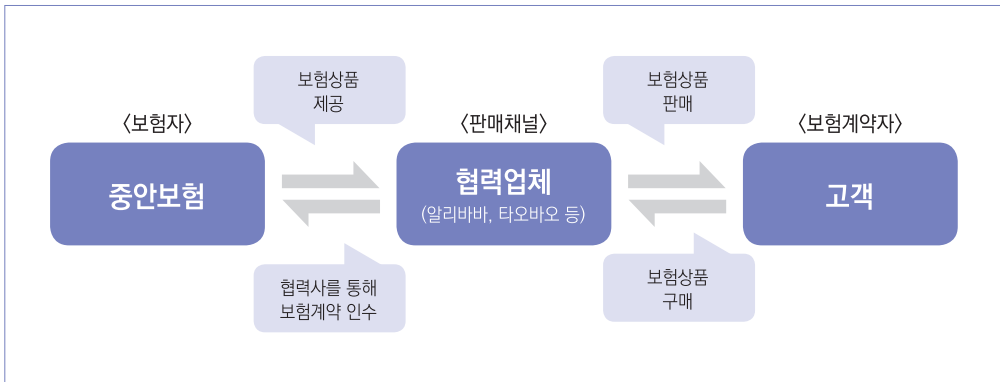 보험상품
제공
보험상품
판매
〈보험자〉
〈판매채널〉
〈보험계약자〉
중안보험
협력업체
(알리바바, 타오바오 등)
고객
협력사를 통해
보험계약 인수
보험상품
구매